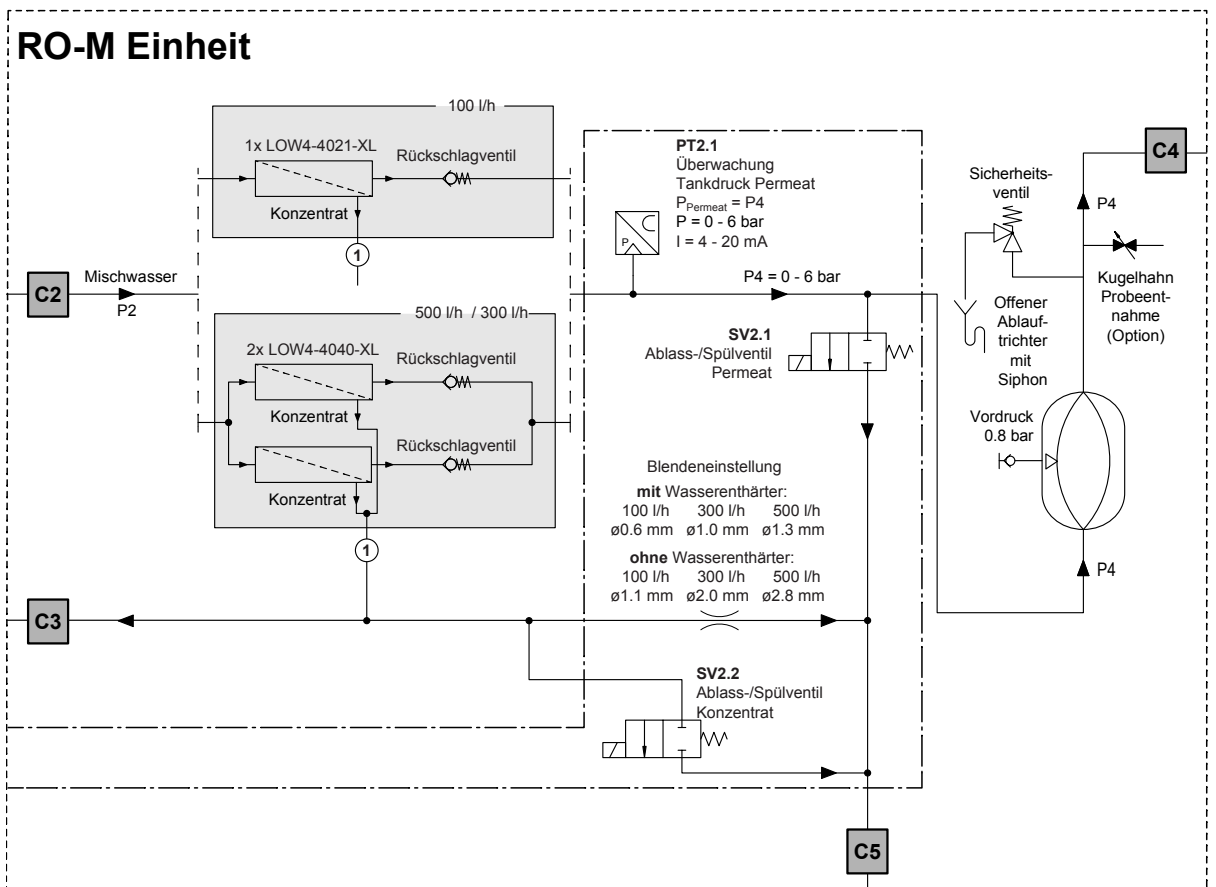 RO-M Einheit
100 l/h
1x LOW4-4021-XL
Rückschlagventil
Konzentrat
1
C2
Mischwasser
P2
500 l/h / 300 l/h
2x LOW4-4040-XL
Rückschlagventil
Konzentrat
Rückschlagventil
Konzentrat
1
C3
PT2.1
Überwachung
Tankdruck Permeat
PPermeat = P4
P = 0 - 6 bar
I = 4 - 20 mA
P
P4 = 0 - 6 bar
SV2.1
Ablass-/Spülventil
Permeat
Blendeneinstellung
mit Wasserenthärter:
100 l/h 300 l/h 500 l/h
ø0.6 mm ø1.0 mm ø1.3 mm
ohne Wasserenthärter:
100 l/h 300 l/h 500 l/h
ø1.1 mm ø2.0 mm ø2.8 mm
SV2.2
Ablass-/Spülventil
Konzentrat
C4
P4
Sicherheits-
ventil
Offener
Ablauf-
trichter
mit
Siphon
Kugelhahn
Probeent-
nahme
(Option)
Vordruck
0.8 bar
P4
C5